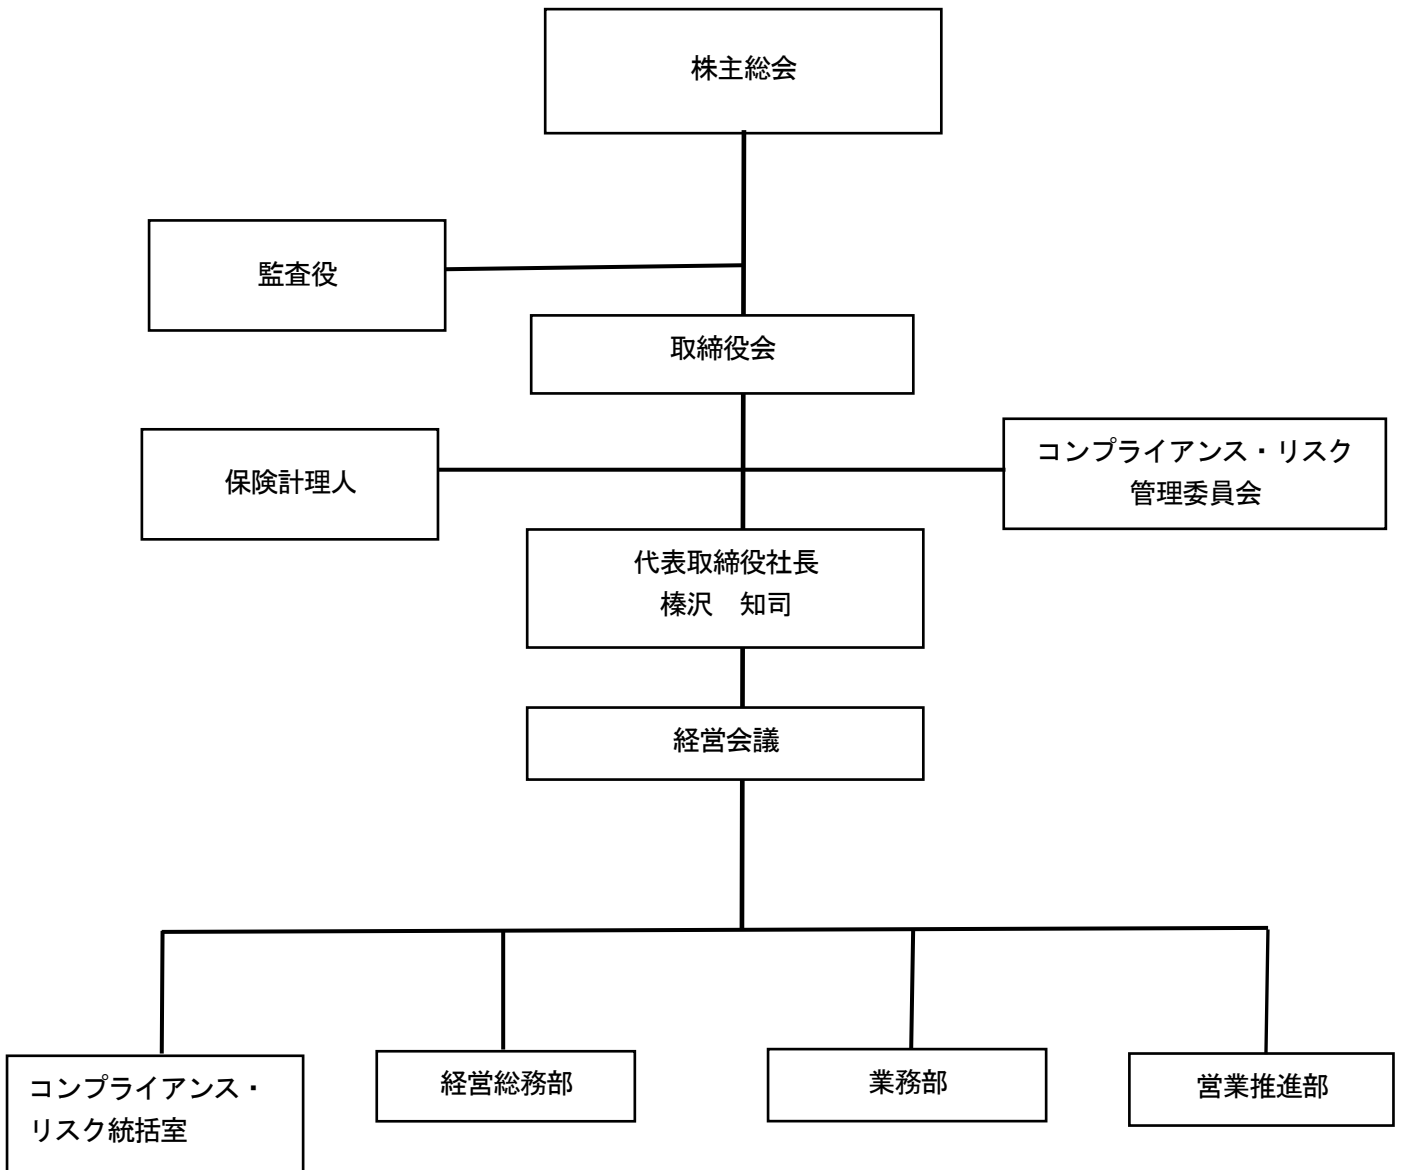 株主総会
監査役
取締役会
保険計理人
コンプライアンス・リスク
管理委員会
代表取締役社長
榛沢　知司
経営会議
コンプライアンス・
リスク統括室
経営総務部
業務部
営業推進部